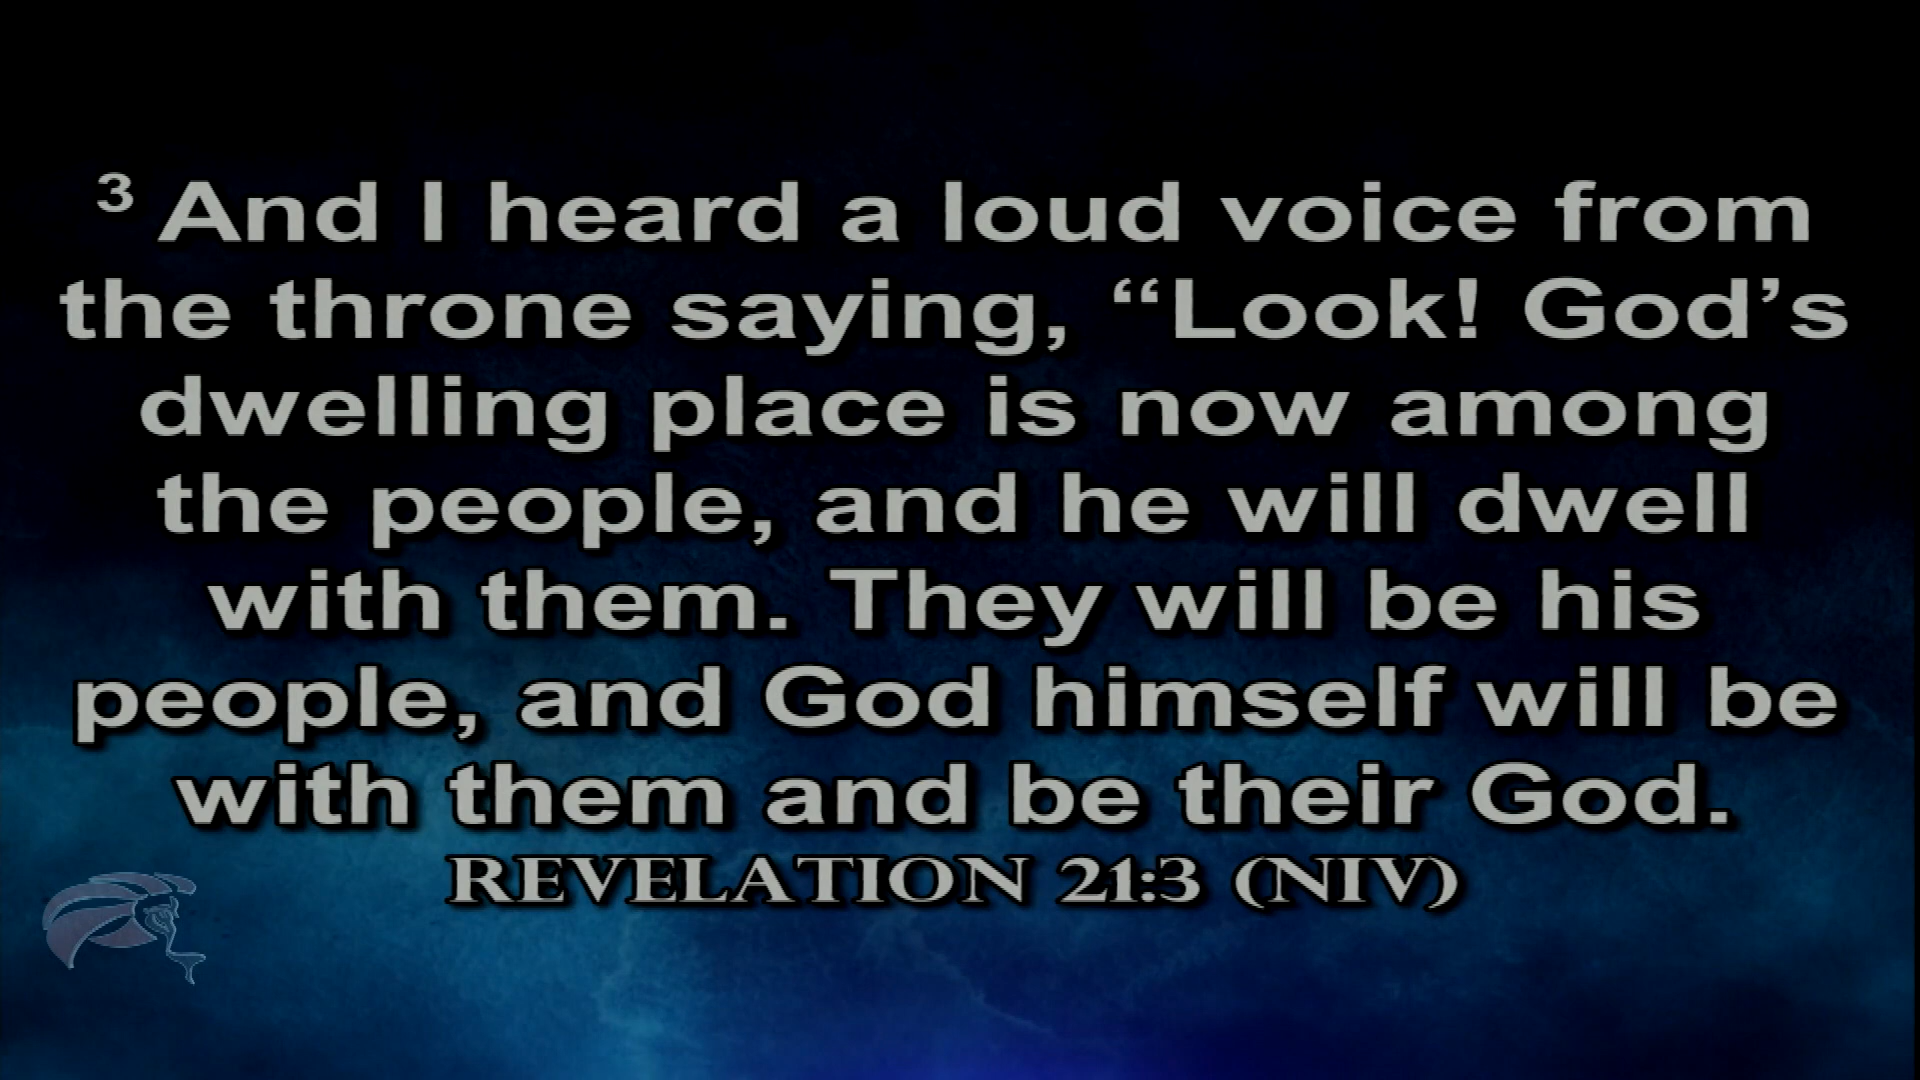 ³ And I heard a loud voice from
the throne saying, “Look! God’s
dwelling place is now among
the people, and he will dwell
with them. They will be his
people, and God himself will be
with them and be their God.
REVELATION 21:3 (NIV)